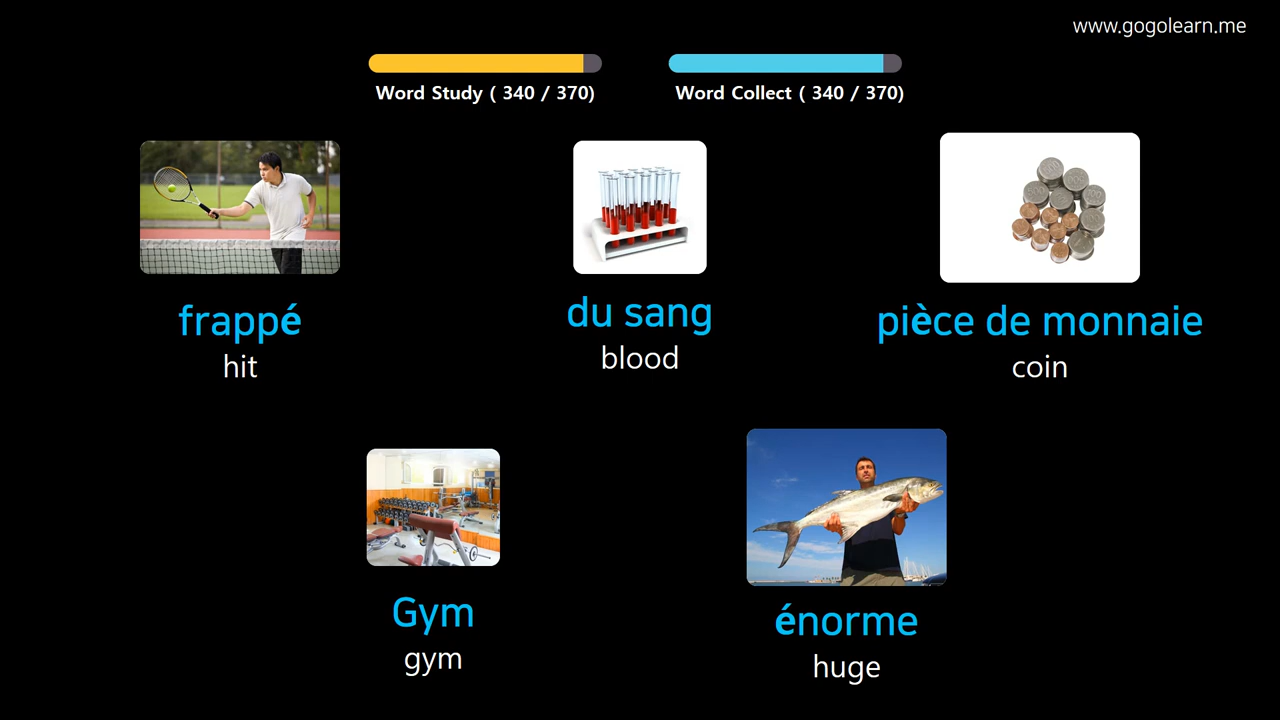 www.gogolearn.me
Word Study ( 340 / 370)
Word Collect ( 340 / 370)
frappé
hit
du sang
blood
pièce de monnaie
coin
Gym
gym
énorme
huge